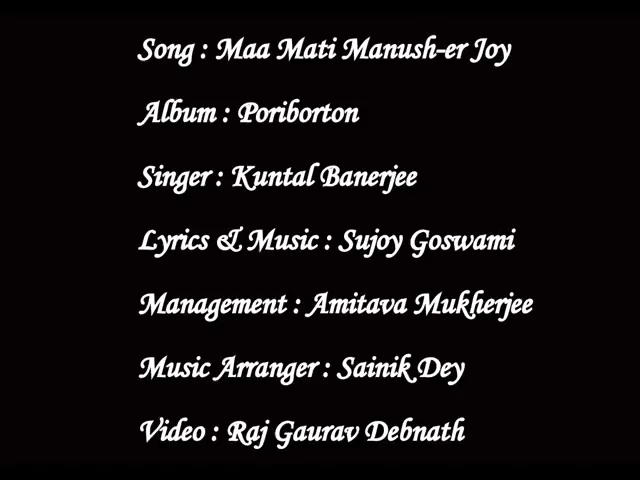 Song : Maa Mati Manush-er Joy
Album : Poriborton
Singer : Kuntal Banerjee
Lyrics & Music : Sujoy Goswami
Management : Amitava Mukherjee
Music Arranger : Sainik Dey
Video : Raj Gaurav Debnath